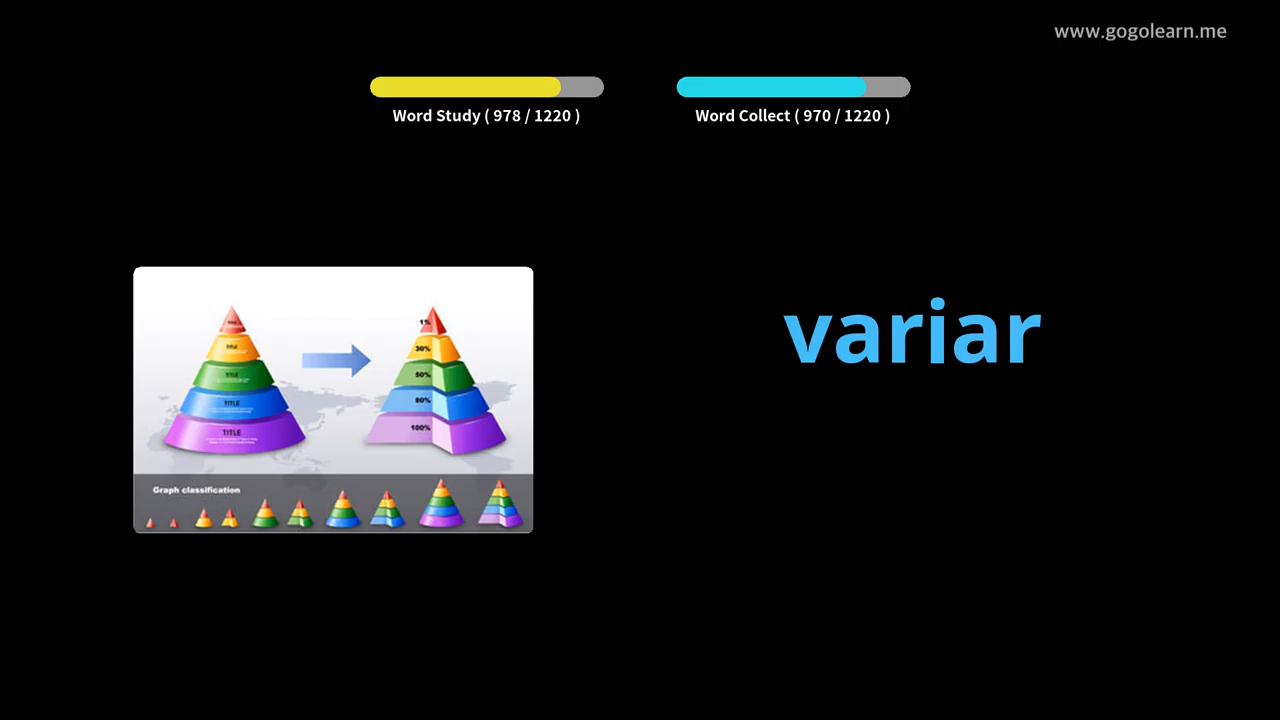 www.gogolearn.me
Word Study ( 978 / 1220 )
Word Collect ( 970 / 1220 )
variar
1%
TITLE
30%
TITLE
50%
TITLE
80%
TITLE
100%
Graph classification